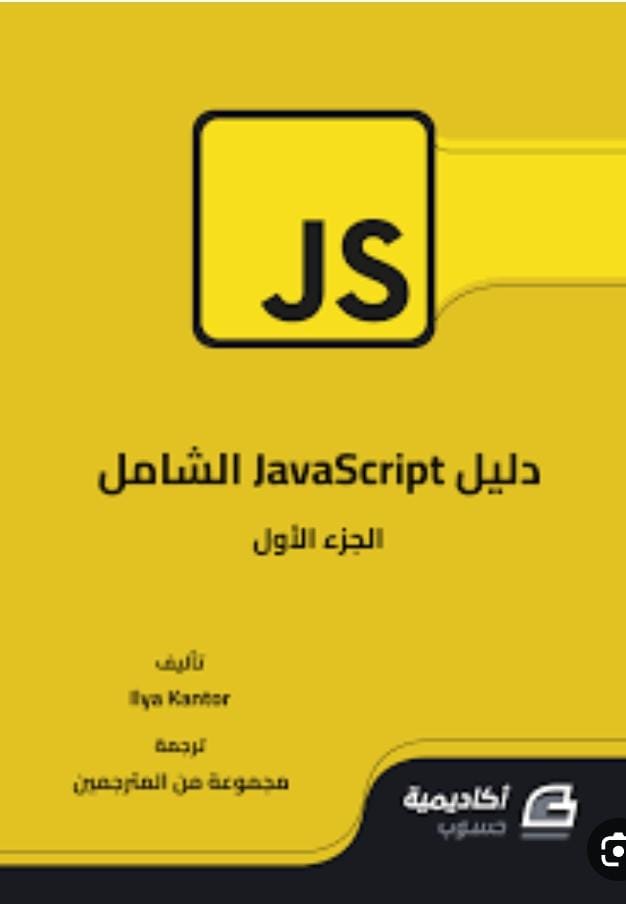 JS
دليل JavaScript الشامل
الجزء الأول
تأليف
Ilya Kantor
ترجمة
مجموعة من المترجمين
أكاديمية
حسوب